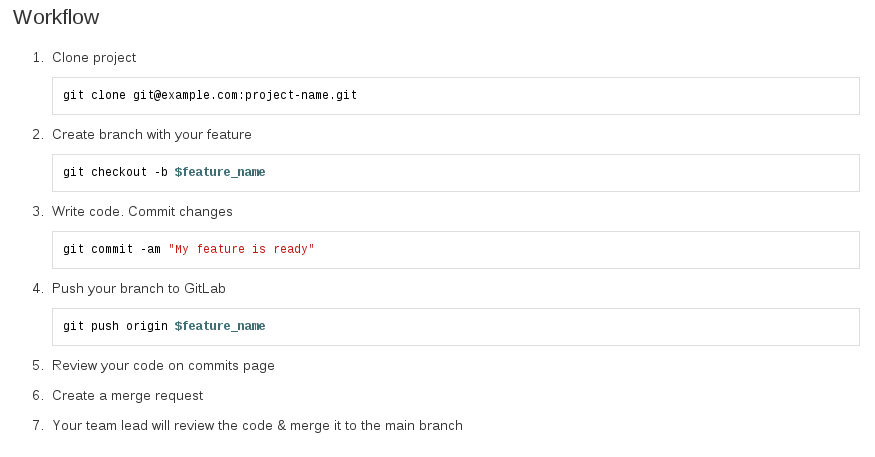 Workflow
1. Clone project
git clone git@example.com:project-name.git
2. Create branch with your feature
git checkout -b $feature_name
3. Write code. Commit changes
git commit -am "My feature is ready"
4. Push your branch to GitLab
git push origin $feature_name
5. Review your code on commits page
6. Create a merge request
7. Your team lead will review the code & merge it to the main branch